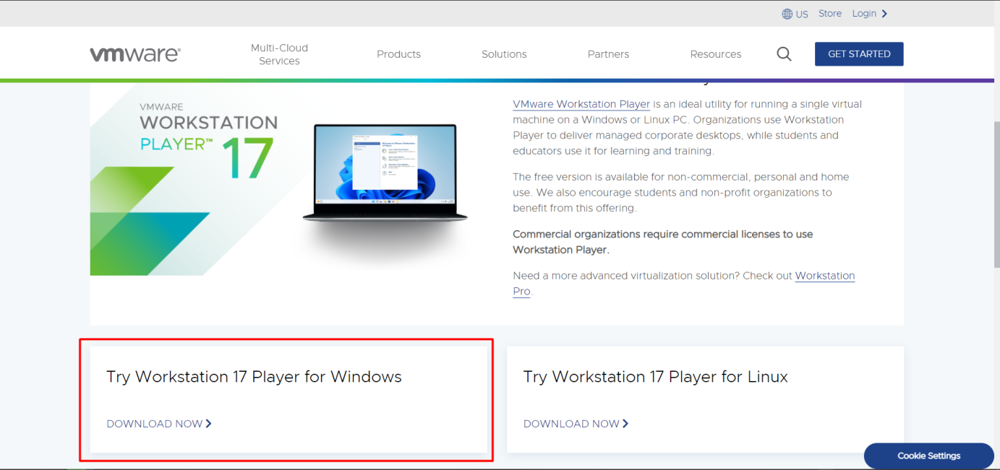 US Store Login
vmware®
Multi-Cloud
Services
Products
Solutions
Partners
Resources
GET STARTED
VMWARE
WORKSTATION
PLAYER™ 17
VMware Workstation Player is an ideal utility for running a single virtual
machine on a Windows or Linux PC. Organizations use Workstation
Player to deliver managed corporate desktops, while students and
educators use it for learning and training.
The free version is available for non-commercial, personal and home
use. We also encourage students and non-profit organizations to
benefit from this offering.
Commercial organizations require commercial licenses to use
Workstation Player.
Need a more advanced virtualization solution? Check out Workstation
Pro.
Try Workstation 17 Player for Windows
DOWNLOAD NOW
Try Workstation 17 Player for Linux
DOWNLOAD NOW
Cookie Settings